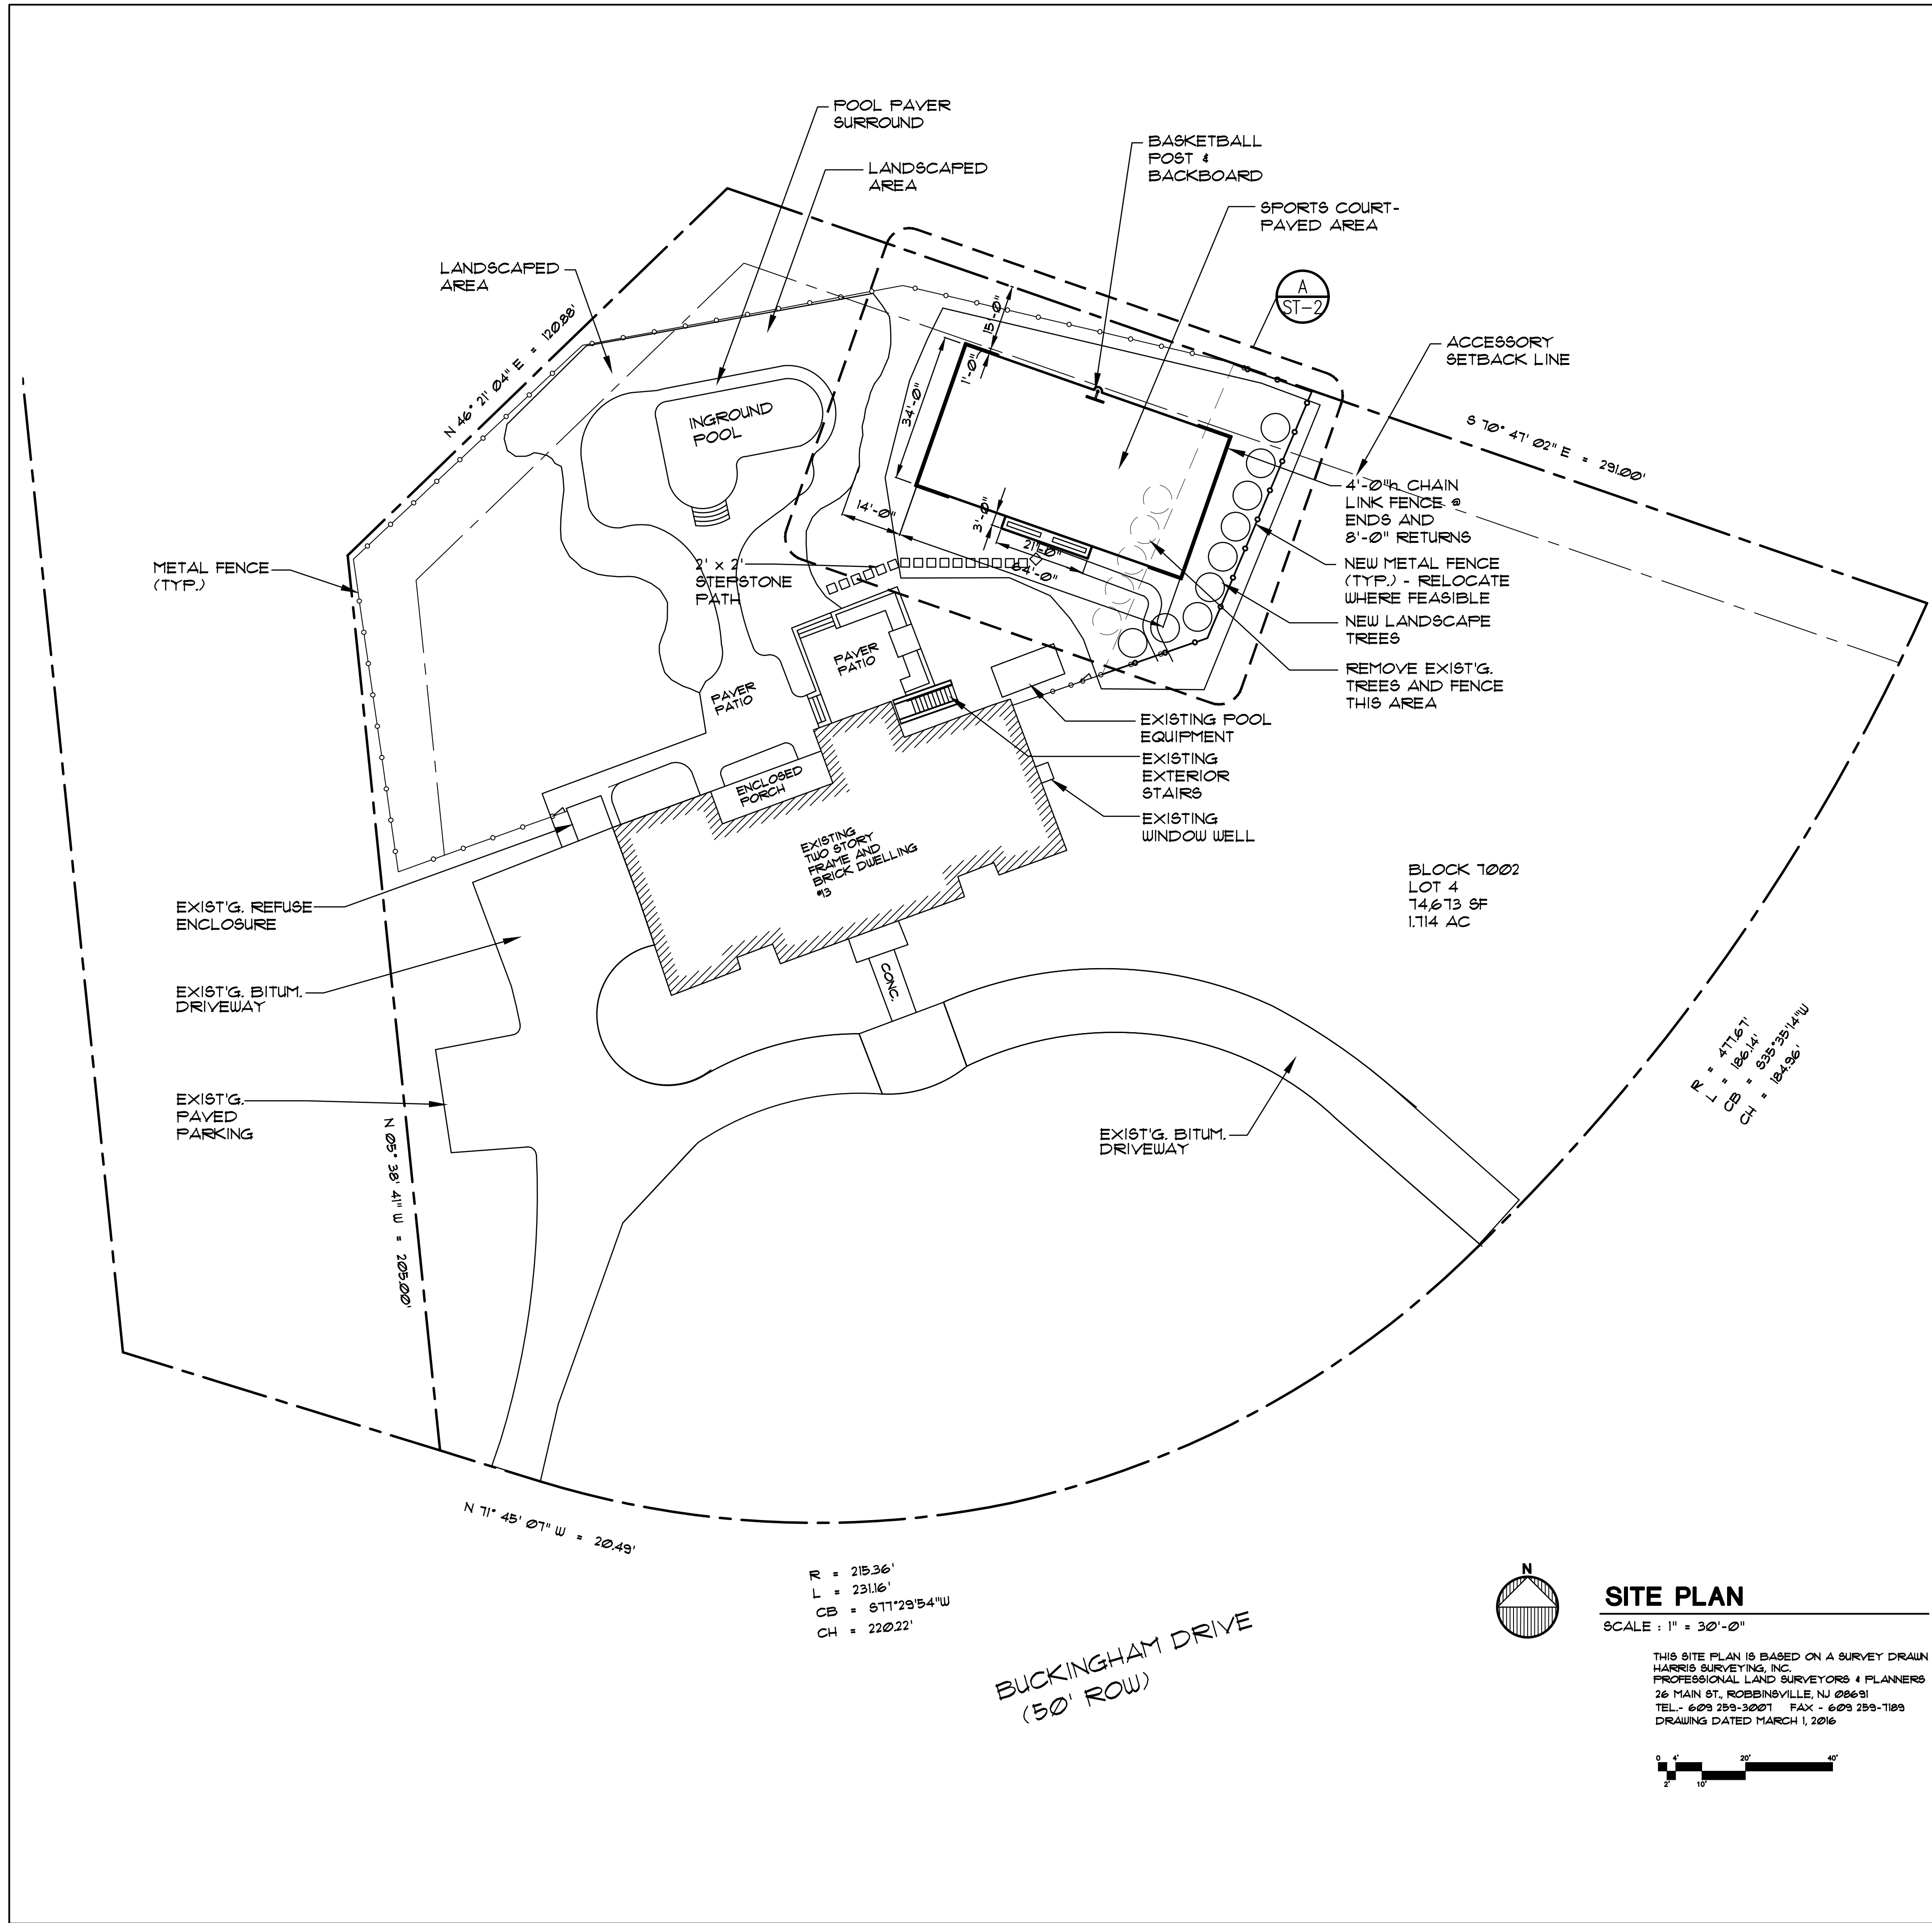 POOL PAVER
SURROUND
LANDSCAPED
AREA
BASKETBALL
POST &
BACKBOARD
SPORTS COURT-
PAVED AREA
LANDSCAPED
AREA
N 46° 21' 04" E = 120.88'
A
ST-2
ACCESSORY
SETBACK LINE
S 70° 47' 02" E = 291.00'
15'-0"
1'-0"
34'-0"
INGROUND
POOL
14'-0"
3'-0"
21'-0"
64'-0"
4'-0"h. CHAIN
LINK FENCE @
ENDS AND
8'-0" RETURNS
METAL FENCE
(TYP.)
2' x 2'
STEPSTONE
PATH
NEW METAL FENCE
(TYP.) - RELOCATE
WHERE FEASIBLE
NEW LANDSCAPE
TREES
REMOVE EXIST'G.
TREES AND FENCE
THIS AREA
PAVER
PATIO
PAVER
PATIO
EXISTING POOL
EQUIPMENT
EXISTING
EXTERIOR
STAIRS
EXISTING
WINDOW WELL
ENCLOSED
PORCH
EXISTING
TWO STORY
FRAME AND
BRICK DWELLING
#13
BLOCK 7002
LOT 4
74,673 SF
1.714 AC
EXIST'G. REFUSE
ENCLOSURE
EXIST'G. BITUM.
DRIVEWAY
CONC.
EXIST'G.
PAVED
PARKING
N 05° 38' 41" W = 205.00'
EXIST'G. BITUM.
DRIVEWAY
R = 477.67'
L = 186.14'
CB = S35°35'14"W
CH = 184.96'
N 71° 45' 07" W = 20.49'
R = 215.36'
L = 231.16'
CB = S77°29'54"W
CH = 220.22'
BUCKINGHAM DRIVE
(50' ROW)
N
SITE PLAN
SCALE : 1" = 30'-0"
THIS SITE PLAN IS BASED ON A SURVEY DRAWN
HARRIS SURVEYING, INC.
PROFESSIONAL LAND SURVEYORS & PLANNERS
26 MAIN ST., ROBBINSVILLE, NJ 08691
TEL.- 609 259-3007 FAX - 609 259-7189
DRAWING DATED MARCH 1, 2016
0 4' 20' 40'
2' 10'